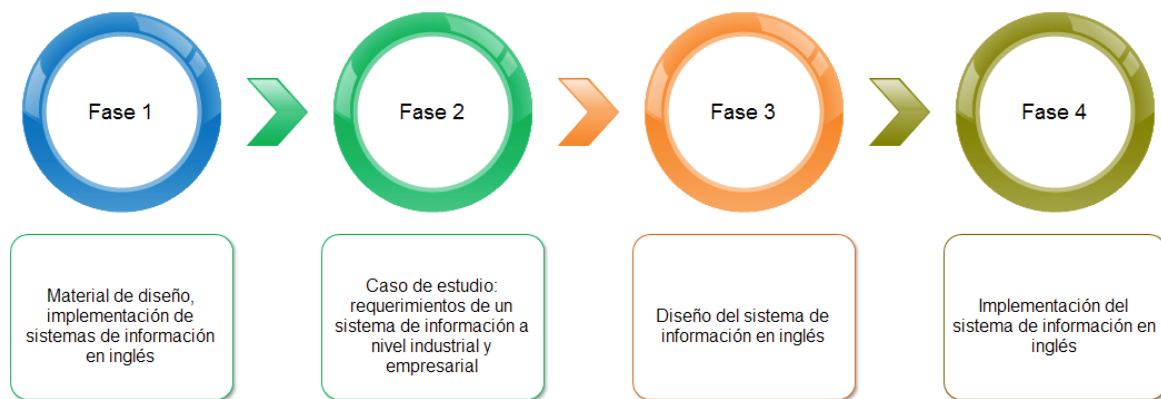 Fase 1
Fase 2
Fase 3
Fase 4
Material de diseño,
implementación de
sistemas de información
en inglés
Caso de estudio:
requerimientos de un
sistema de información a
nivel industrial y
empresarial
Diseño del sistema de
información en inglés
Implementación del
sistema de información en
inglés